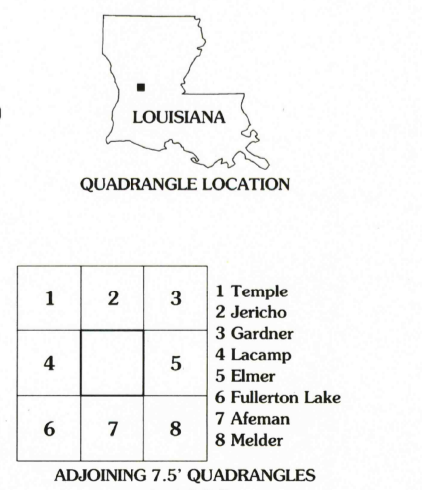 LOUISIANA
QUADRANGLE LOCATION
1 2 3
4 5
6 7 8
1 Temple
2 Jericho
3 Gardner
4 Lacamp
5 Elmer
6 Fullerton Lake
7 Afeman
8 Melder
ADJOINING 7.5' QUADRANGLES